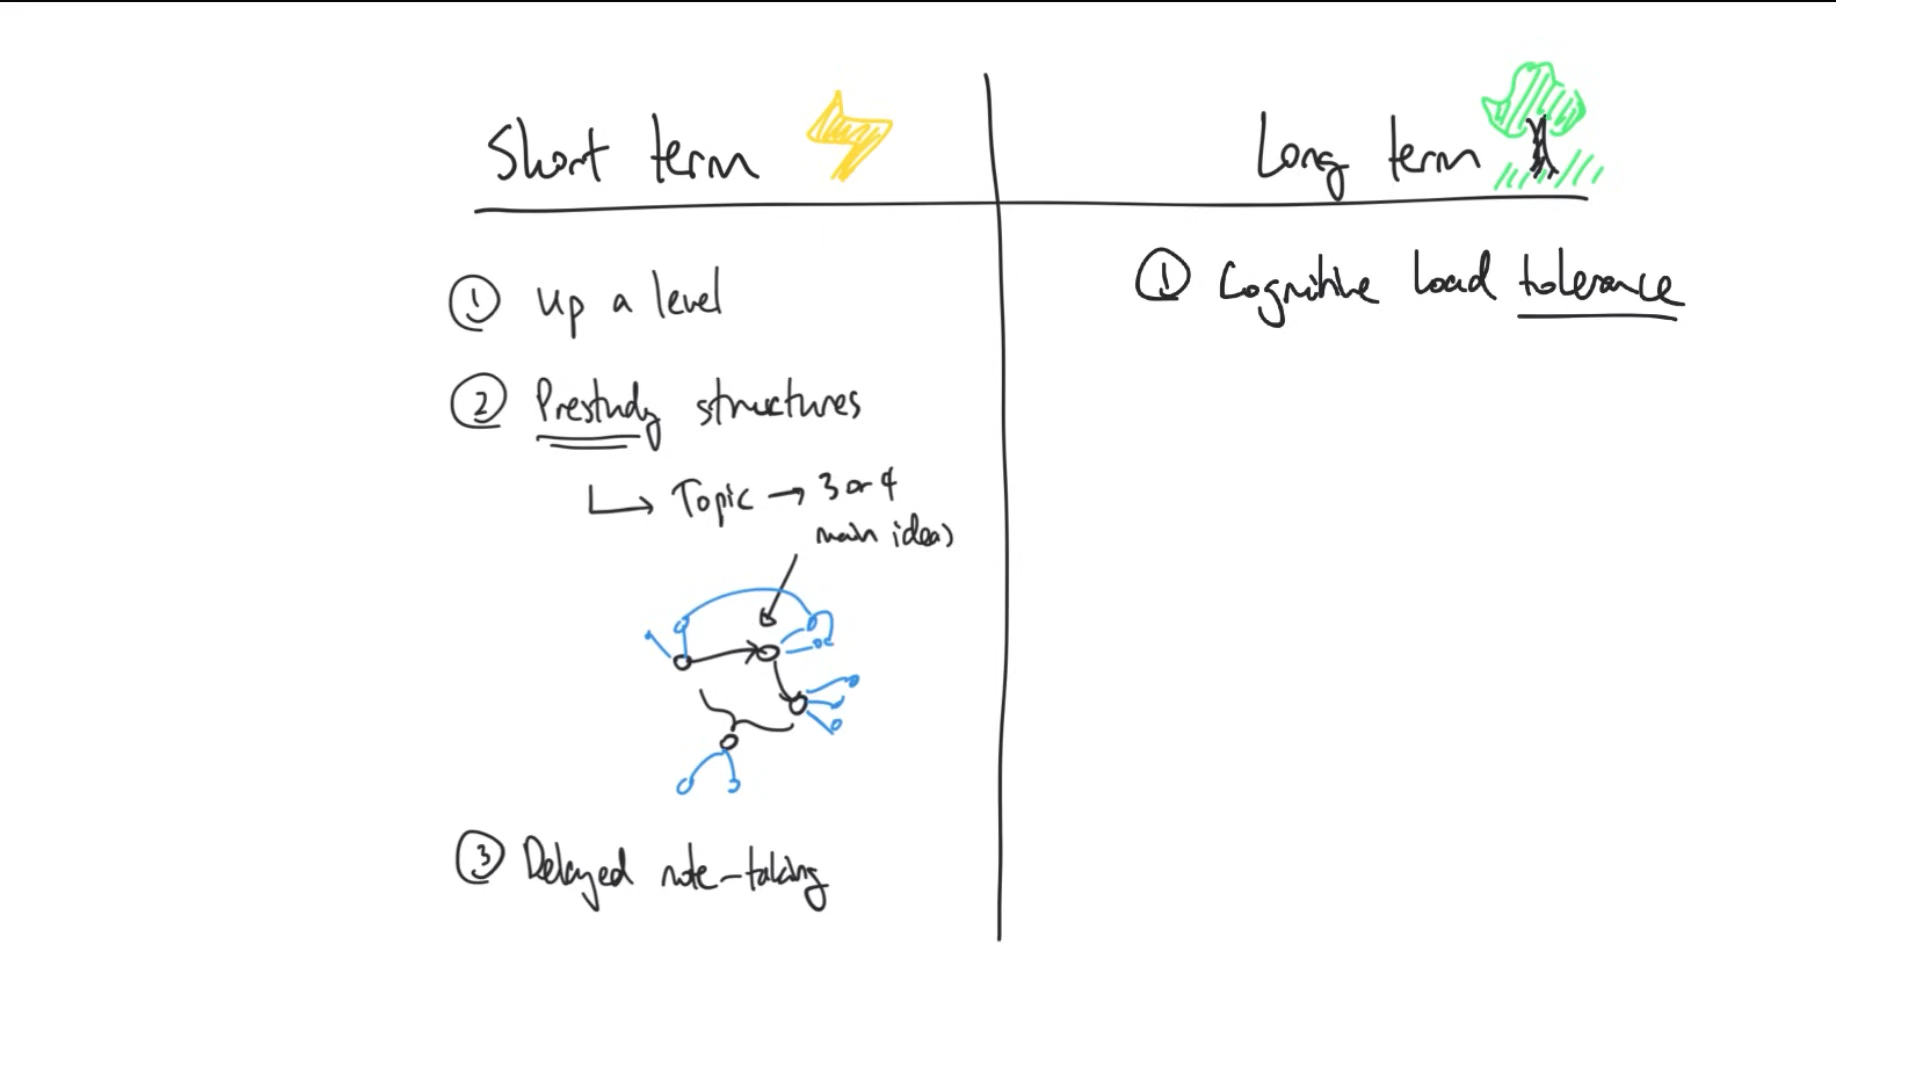 Short term
Long term
① Up a level
② Prestudy structures
Topic → 3 or 4
main ideas
③ Delayed note-taking
① Cognitive load tolerance